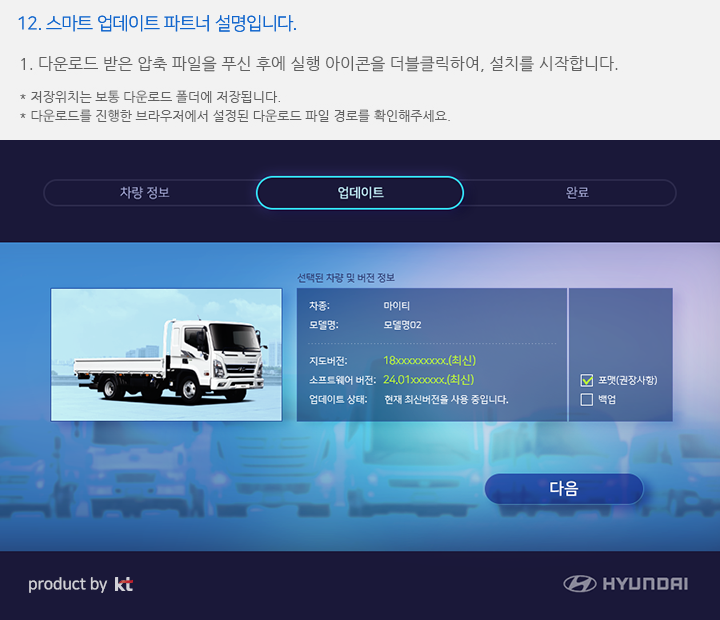 12. 스마트 업데이트 파트너 설명입니다.
1. 다운로드 받은 압축 파일을 푸신 후에 실행 아이콘을 더블클릭하여, 설치를 시작합니다.
* 저장위치는 보통 다운로드 폴더에 저장됩니다.
* 다운로드를 진행한 브라우저에서 설정된 다운로드 파일 경로를 확인해주세요.
차량 정보 업데이트 완료
선택된 차량 및 버전 정보
차종: 마이티
모델명: 모델명02
지도버전: 18xxxxxxxxx.(최신)
소프트웨어 버전: 24.01xxxxxx.(최신)
포맷(권장사항)
업데이트 상태: 현재 최신버전을 사용 중입니다.
백업
다음
product by kt
HYUNDAI